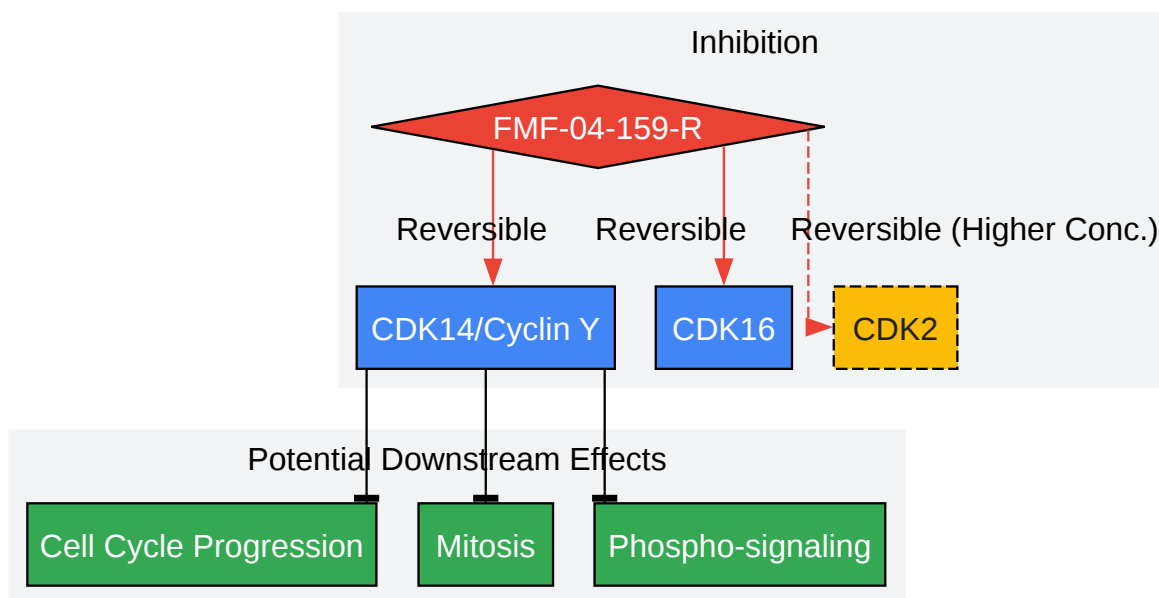 Inhibition
FMF-04-159-R
Reversible
Reversible
Reversible (Higher Conc.)
CDK14/Cyclin Y
CDK16
CDK2
Potential Downstream Effects
Cell Cycle Progression
Mitosis
Phospho-signaling